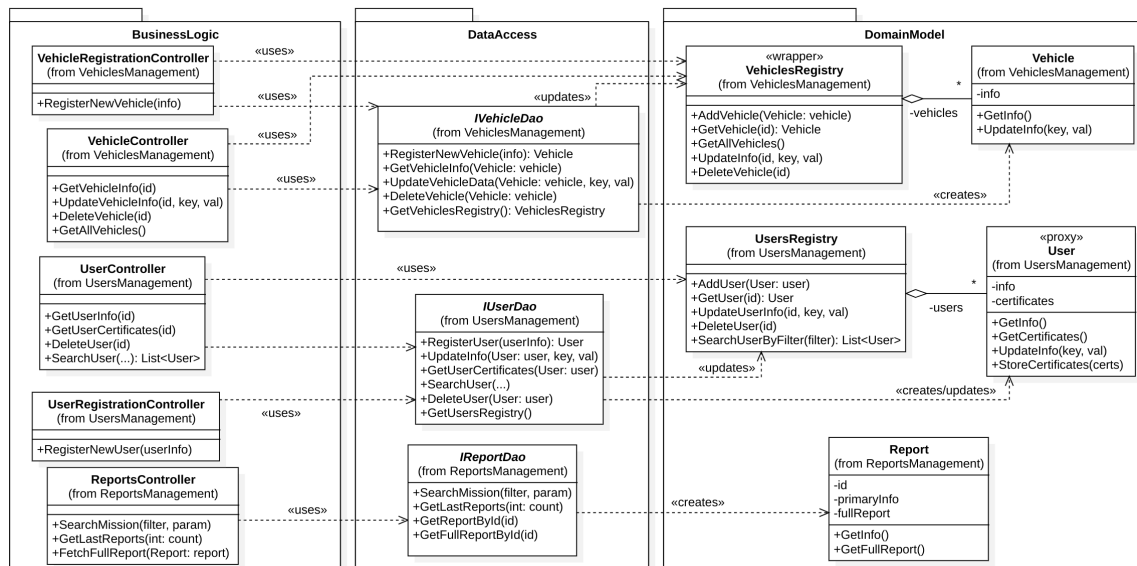 BusinessLogic
VehicleRegistrationController
(from VehiclesManagement)
+RegisterNewVehicle(info)
VehicleController
(from VehiclesManagement)
+GetVehicleInfo(id)
+UpdateVehicleInfo(id, key, val)
+DeleteVehicle(id)
+GetAllVehicles()
UserController
(from UsersManagement)
+GetUserInfo(id)
+GetUserCertificates(id)
+DeleteUser(id)
+SearchUser(...): List<User>
UserRegistrationController
(from UsersManagement)
+RegisterNewUser(userInfo)
ReportsController
(from ReportsManagement)
+SearchMission(filter, param)
+GetLastReports(int: count)
+FetchFullReport(Report: report)
«uses»
«uses»
«uses»
«uses»
«uses»
«uses»
«uses»
DataAccess
IVehicleDao
(from VehiclesManagement)
+RegisterNewVehicle(info): Vehicle
+GetVehicleInfo(Vehicle: vehicle)
+UpdateVehicleData(Vehicle: vehicle, key, val)
+DeleteVehicle(Vehicle: vehicle)
+GetVehiclesRegistry(): VehiclesRegistry
IUserDao
(from UsersManagement)
+RegisterUser(userInfo): User
+UpdateInfo(User: user, key, val)
+GetUserCertificates(User: user)
+SearchUser(...)
+DeleteUser(User: user)
+GetUsersRegistry()
IReportDao
(from ReportsManagement)
+SearchMission(filter, param)
+GetLastReports(int: count)
+GetReportById(id)
+GetFullReportById(id)
«updates»
«creates»
«updates»
«creates/updates»
«creates»
DomainModel
«wrapper»
VehiclesRegistry
(from VehiclesManagement)
+AddVehicle(Vehicle: vehicle)
+GetVehicle(id): Vehicle
+GetAllVehicles()
+UpdateInfo(id, key, val)
+DeleteVehicle(id)
*
-vehicles
Vehicle
(from VehiclesManagement)
-info
+GetInfo()
+UpdateInfo(key, val)
UsersRegistry
(from UsersManagement)
+AddUser(User: user)
+GetUser(id): User
+UpdateUserInfo(id, key, val)
+DeleteUser(id)
+SearchUserByFilter(filter): List<User>
*
-users
«proxy»
User
(from UsersManagement)
-info
-certificates
+GetInfo()
+GetCertificates()
+UpdateInfo(key, val)
+StoreCertificates(certs)
Report
(from ReportsManagement)
-id
-primaryInfo
-fullReport
+GetInfo()
+GetFullReport()